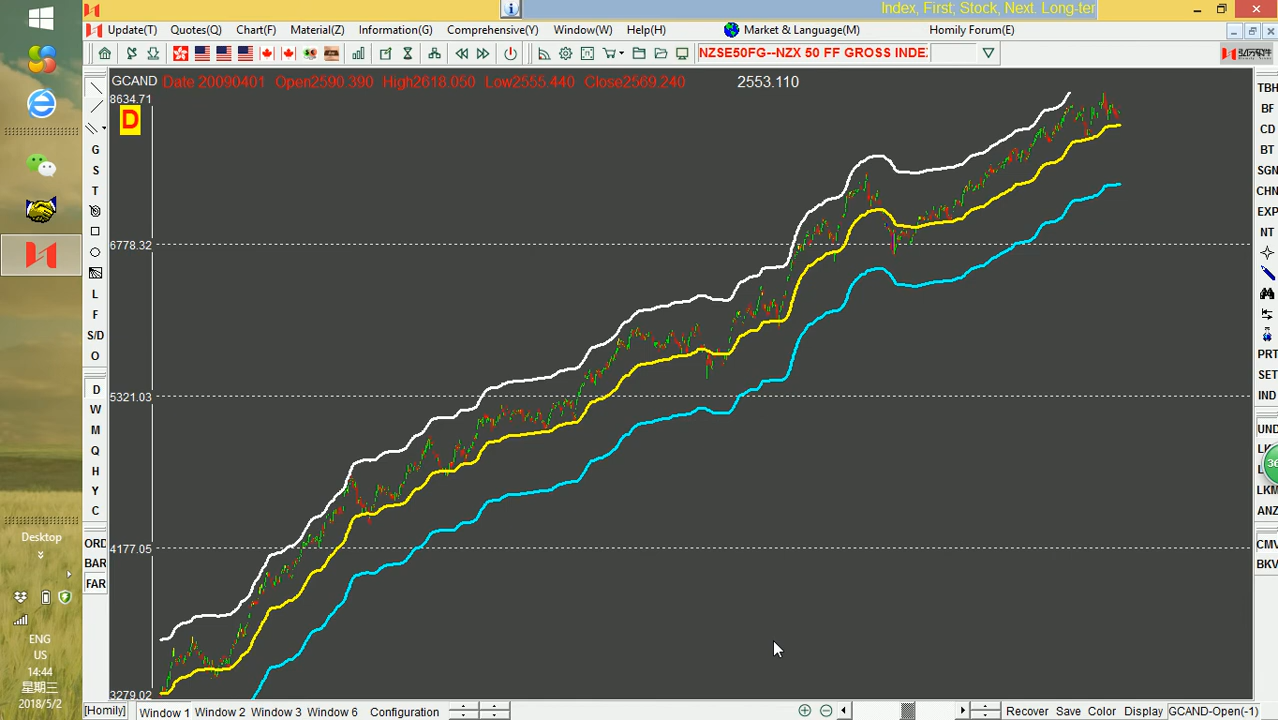 Index, First; Stock, Next. Long-ter
Update(T) Quotes(Q) Chart(F) Material(Z) Information(G) Comprehensive(V) Window(W) Help(H) Market & Language(M) Homily Forum(E)
NZSE50FG--NZX 50 FF GROSS INDE
GCAND Date 20090401 Open2590.390 High2618.050 Low2555.440 Close2569.240 2553.110
8634.71
D
6778.32
5321.03
4177.05
3279.02
G
S
T
L
F
S/D
O
D
W
M
Q
H
Y
C
ORD
BAR
FAR
TBH
BF
CD
BT
SGN
CHN
EXP
NT
PRT
SET
IND
UND
LKM
ANZ
CMV
BKV
36
Desktop
ENG
US
14:44
星期三
2018/5/2
[Homily] Window 1 Window 2 Window 3 Window 6 Configuration Recover Save Color Display GCAND-Open(-1)